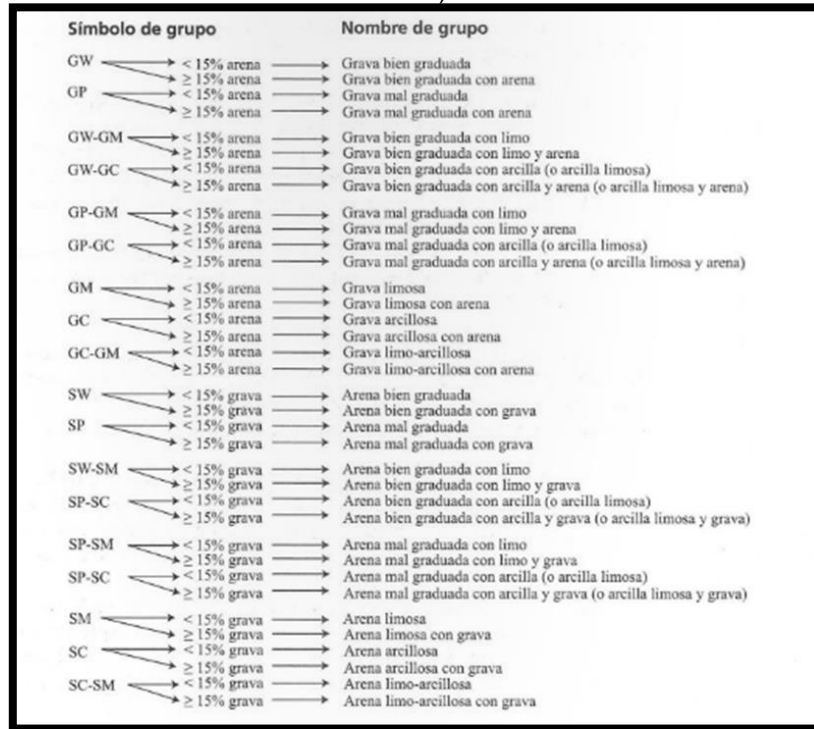 Símbolo de grupo Nombre de grupo
GW < 15% arena Grava bien graduada
≥ 15% arena Grava bien graduada con arena
GP < 15% arena Grava mal graduada
≥ 15% arena Grava mal graduada con arena
GW-GM < 15% arena Grava bien graduada con limo
≥ 15% arena Grava bien graduada con limo y arena
GW-GC < 15% arena Grava bien graduada con arcilla (o arcilla limosa)
≥ 15% arena Grava bien graduada con arcilla y arena (o arcilla limosa y arena)
GP-GM < 15% arena Grava mal graduada con limo
≥ 15% arena Grava mal graduada con limo y arena
GP-GC < 15% arena Grava mal graduada con arcilla (o arcilla limosa)
≥ 15% arena Grava mal graduada con arcilla y arena (o arcilla limosa y arena)
GM < 15% arena Grava limosa
≥ 15% arena Grava limosa con arena
GC < 15% arena Grava arcillosa
≥ 15% arena Grava arcillosa con arena
GC-GM < 15% arena Grava limo-arcillosa
≥ 15% arena Grava limo-arcillosa con arena
SW < 15% grava Arena bien graduada
≥ 15% grava Arena bien graduada con grava
SP < 15% grava Arena mal graduada
≥ 15% grava Arena mal graduada con grava
SW-SM < 15% grava Arena bien graduada con limo
≥ 15% grava Arena bien graduada con limo y grava
SP-SC < 15% grava Arena bien graduada con arcilla (o arcilla limosa)
≥ 15% grava Arena bien graduada con arcilla y grava (o arcilla limosa y grava)
SP-SM < 15% grava Arena mal graduada con limo
≥ 15% grava Arena mal graduada con limo y grava
SP-SC < 15% grava Arena mal graduada con arcilla (o arcilla limosa)
≥ 15% grava Arena mal graduada con arcilla y grava (o arcilla limosa y grava)
SM < 15% grava Arena limosa
≥ 15% grava Arena limosa con grava
SC < 15% grava Arena arcillosa
≥ 15% grava Arena arcillosa con grava
SC-SM < 15% grava Arena limo-arcillosa
≥ 15% grava Arena limo-arcillosa con grava